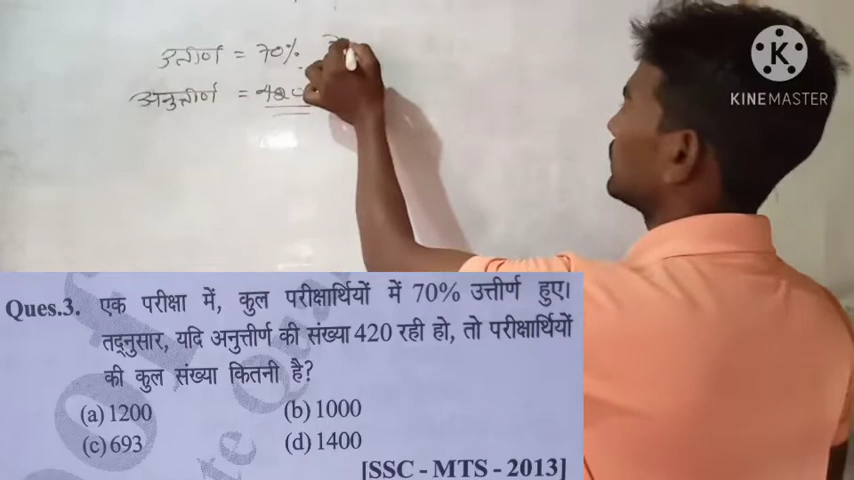 उत्तीर्ण = 70%
अनुत्तीर्ण = 420
KINEMASTER
Ques.3. एक परीक्षा में, कुल परीक्षार्थियों में 70% उत्तीर्ण हुए।
तद्नुसार, यदि अनुत्तीर्ण की संख्या 420 रही हो, तो परीक्षार्थियों
की कुल संख्या कितनी है?
(a) 1200 (b) 1000
(c) 693 (d) 1400
[SSC - MTS - 2013]